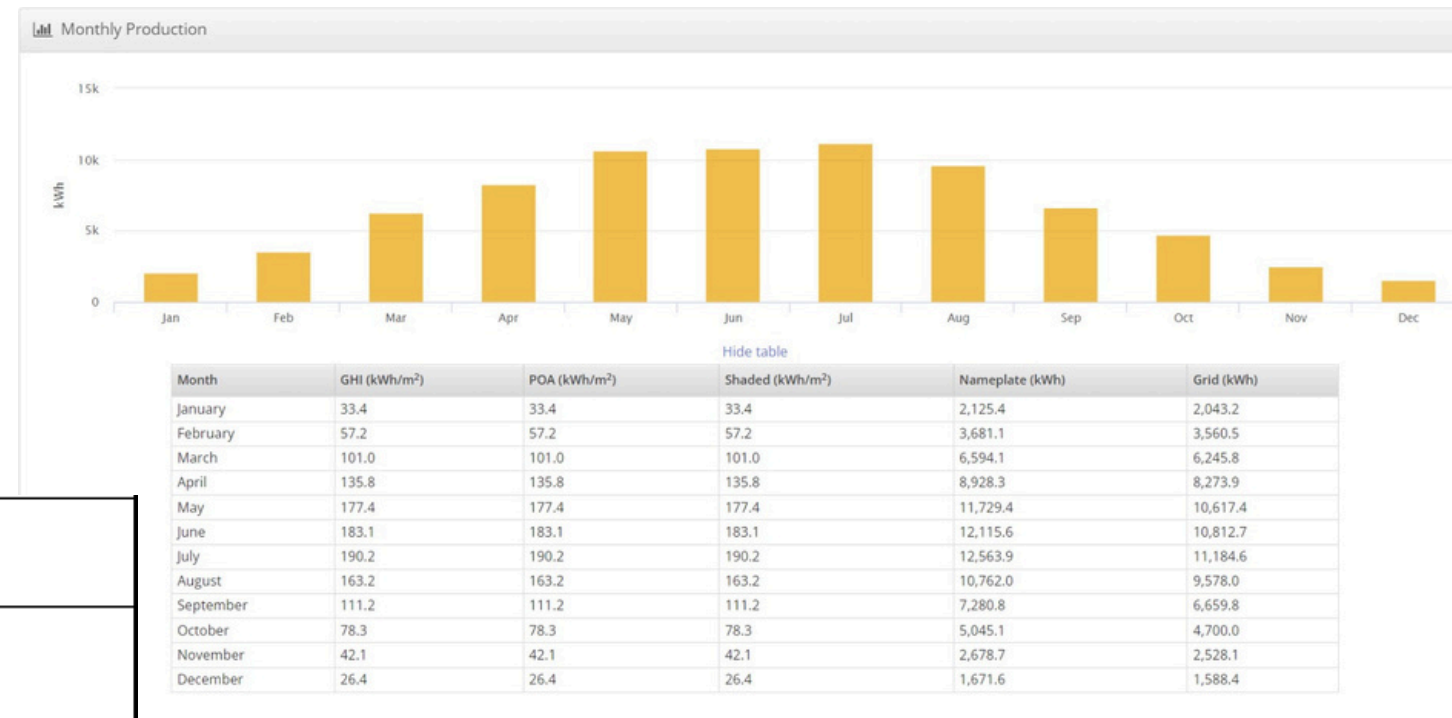 Monthly Production
15k
10k
5k
0
kWh
Jan Feb Mar Apr May Jun Jul Aug Sep Oct Nov Dec
Hide table
Month GHI (kWh/m²) POA (kWh/m²) Shaded (kWh/m²) Nameplate (kWh) Grid (kWh)
January 33.4 33.4 33.4 2,125.4 2,043.2
February 57.2 57.2 57.2 3,681.1 3,560.5
March 101.0 101.0 101.0 6,594.1 6,245.8
April 135.8 135.8 135.8 8,928.3 8,273.9
May 177.4 177.4 177.4 11,729.4 10,617.4
June 183.1 183.1 183.1 12,115.6 10,812.7
July 190.2 190.2 190.2 12,563.9 11,184.6
August 163.2 163.2 163.2 10,762.0 9,578.0
September 111.2 111.2 111.2 7,280.8 6,659.8
October 78.3 78.3 78.3 5,045.1 4,700.0
November 42.1 42.1 42.1 2,678.7 2,528.1
December 26.4 26.4 26.4 1,671.6 1,588.4